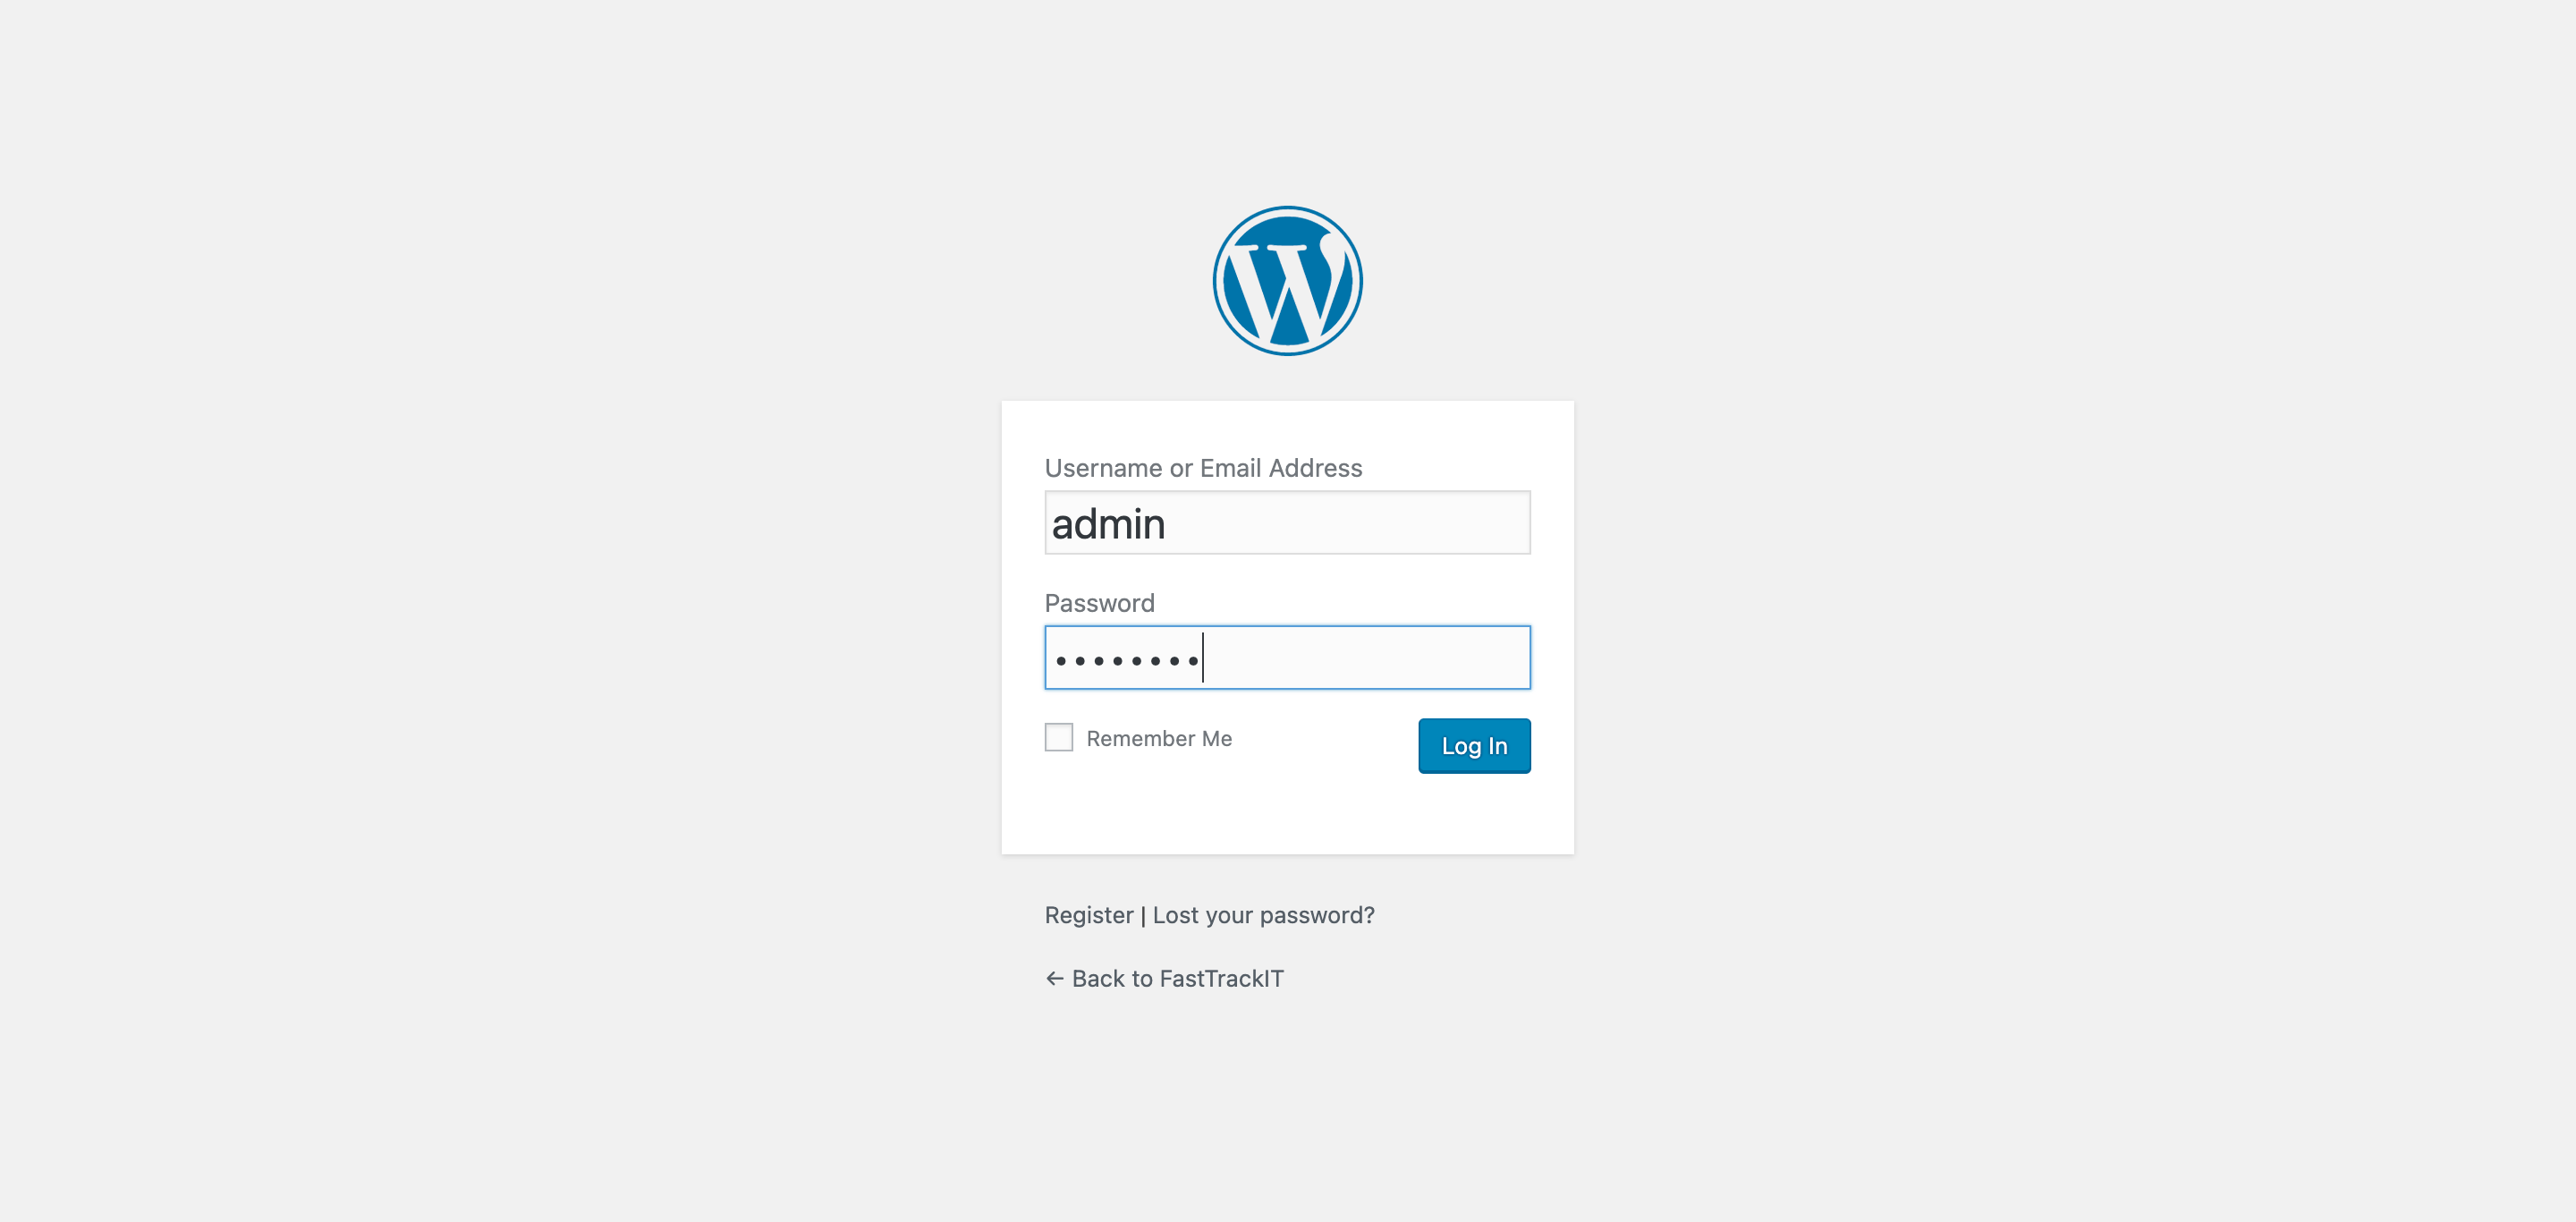 Username or Email Address
admin
Password
••••••••
Remember Me
Log In
Register | Lost your password?
← Back to FastTrackIT